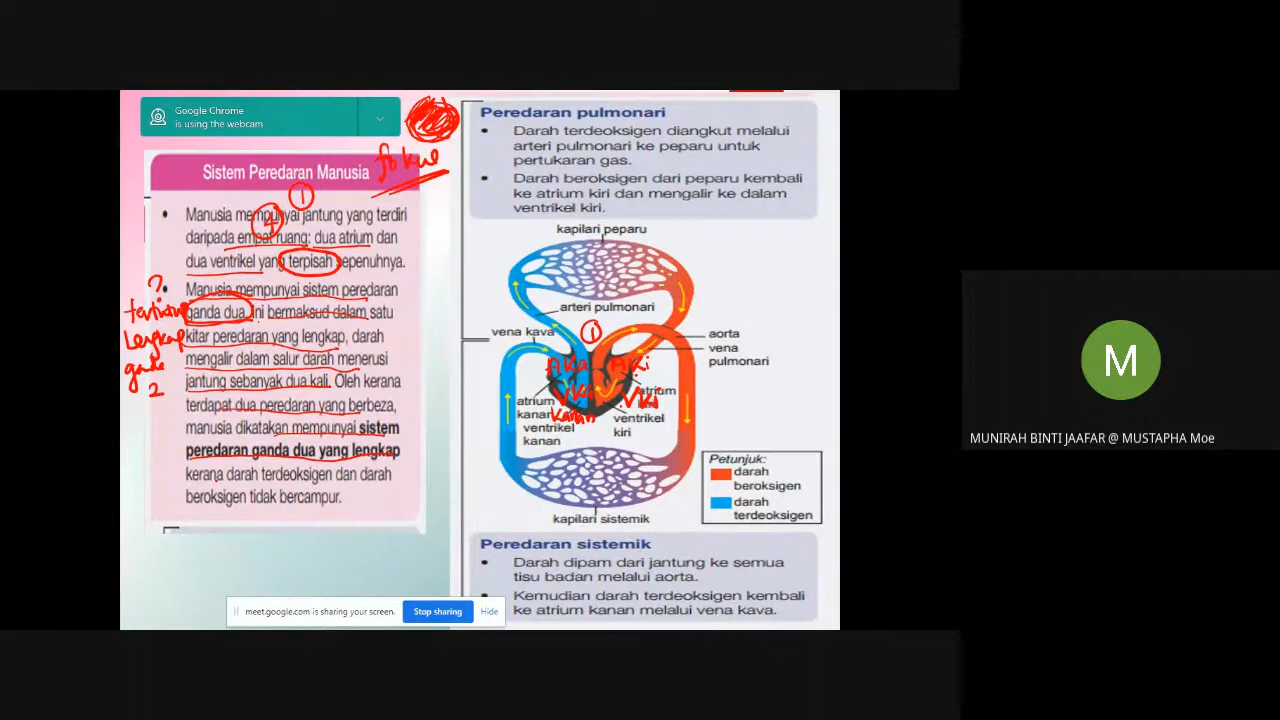 Google Chrome
is using the webcam
Sistem Peredaran Manusia
①
4
Manusia mempunyai jantung yang terdiri
daripada empat ruang: dua atrium dan
dua ventrikel yang terpisah sepenuhnya.
Manusia mempunyai sistem peredaran
ganda dua. Ini bermaksud dalam satu
kitar peredaran yang lengkap, darah
mengalir dalam salur darah menerusi
jantung sebanyak dua kali. Oleh kerana
terdapat dua peredaran yang berbeza,
manusia dikatakan mempunyai sistem
peredaran ganda dua yang lengkap
kerana darah terdeoksigen dan darah
beroksigen tidak bercampur.
?
lengkap
2
Peredaran pulmonari
Darah terdeoksigen diangkut melalui
arteri pulmonari ke peparu untuk
pertukaran gas.
Darah beroksigen dari peparu kembali
ke atrium kiri dan mengalir ke dalam
ventrikel kiri.
kapilari peparu
arteri pulmonari
①
vena kava
aorta
vena
pulmonari
AKa
AKi
atrium
kanan
atrium
VKi
kanan
ventrikel
kanan
ventrikel
kiri
kapilari sistemik
Petunjuk:
darah
beroksigen
darah
terdeoksigen
Peredaran sistemik
Darah dipam dari jantung ke semua
tisu badan melalui aorta.
Kemudian darah terdeoksigen kembali
ke atrium kanan melalui vena kava.
meet.google.com is sharing your screen.
Stop sharing
Hide
M
MUNIRAH BINTI JAAFAR @ MUSTAPHA Moe